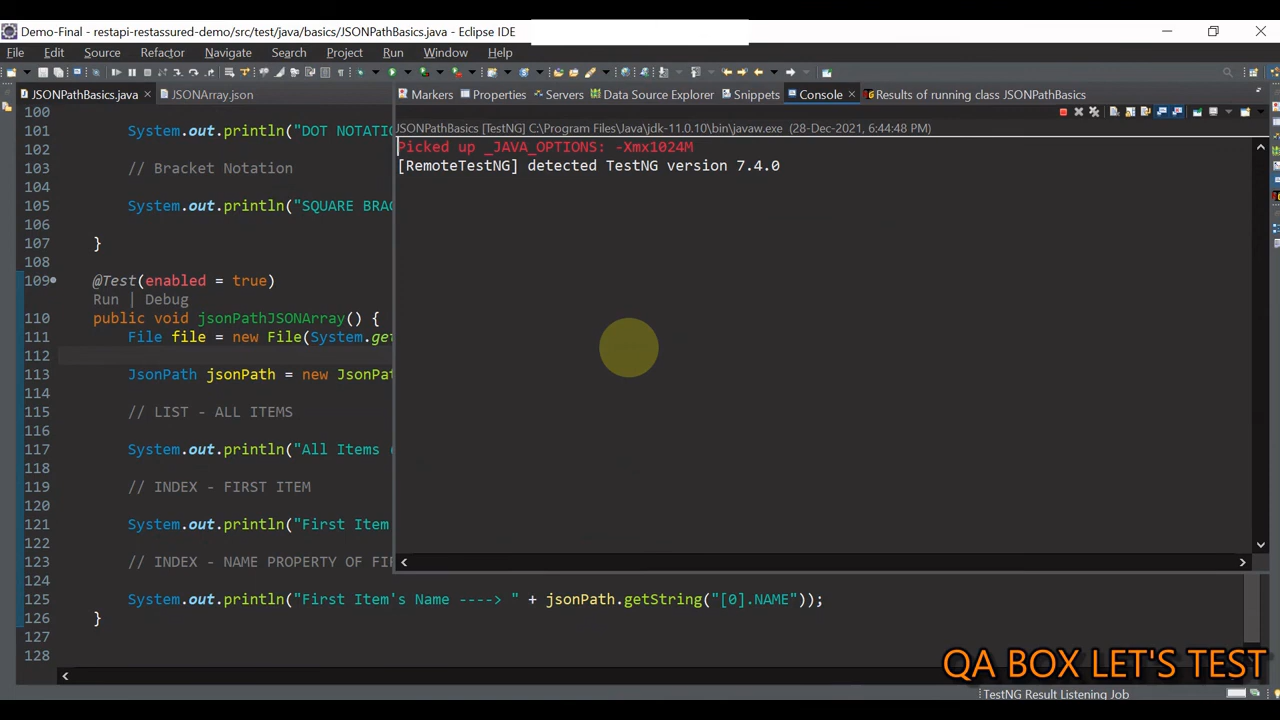 Demo-Final - restapi-restassured-demo/src/test/java/basics/JSONPathBasics.java - Eclipse IDE
File Edit Source Refactor Navigate Search Project Run Window Help
JSONPathBasics.java JSONArray.json
Markers Properties Servers Data Source Explorer Snippets Console Results of running class JSONPathBasics
JSONPathBasics [TestNG] C:\Program Files\Java\jdk-11.0.10\bin\javaw.exe (28-Dec-2021, 6:44:48 PM)
Picked up _JAVA_OPTIONS: -Xmx1024M
[RemoteTestNG] detected TestNG version 7.4.0
100
101 System.out.println("DOT NOTATIO
102
103 // Bracket Notation
104
105 System.out.println("SQUARE BRAC
106
107 }
108
109 @Test(enabled = true)
Run | Debug
110 public void jsonPathJSONArray() {
111 File file = new File(System.get
112
113 JsonPath jsonPath = new JsonPat
114
115 // LIST - ALL ITEMS
116
117 System.out.println("All Items (
118
119 // INDEX - FIRST ITEM
120
121 System.out.println("First Item
122
123 // INDEX - NAME PROPERTY OF FI
124
125 System.out.println("First Item's Name ----> " + jsonPath.getString("[0].NAME"));
126 }
127
128
QA BOX LET'S TEST
TestNG Result Listening Job